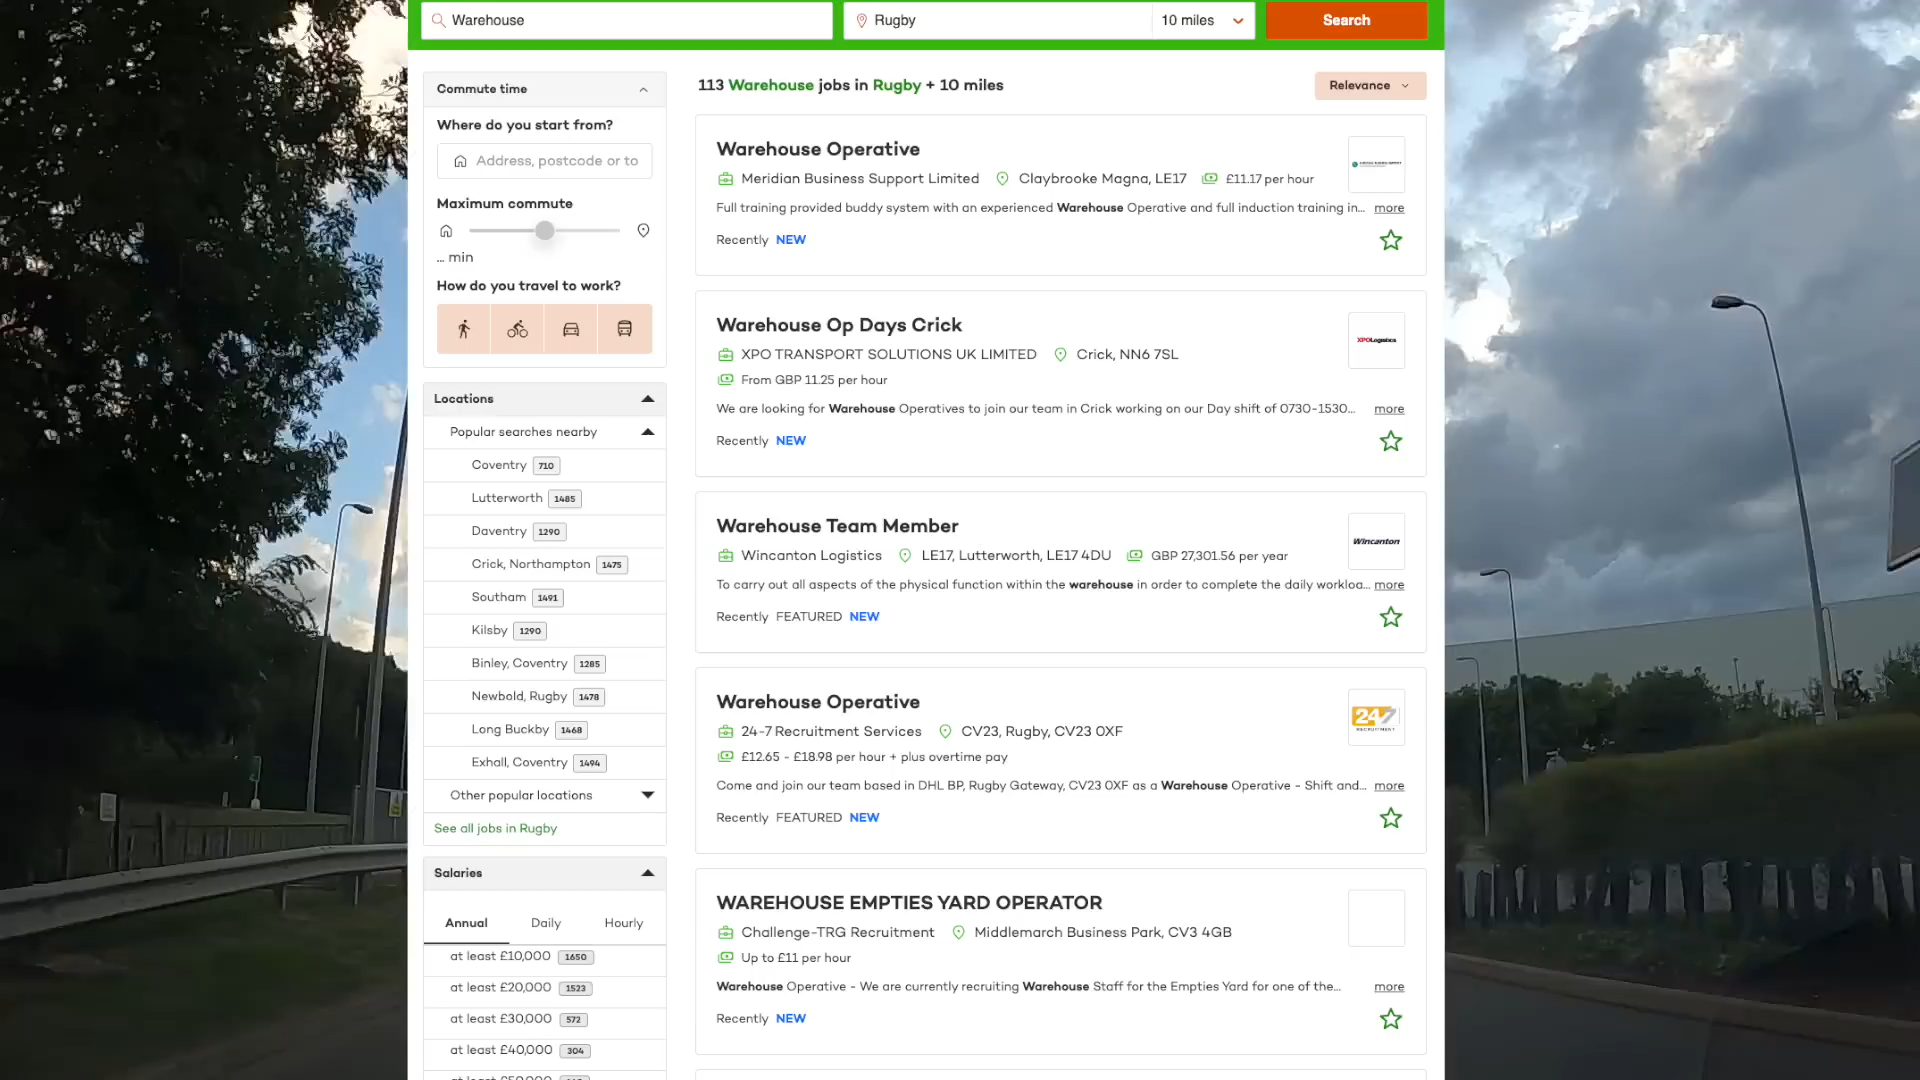 Warehouse
Rugby
10 miles
Search
Commute time
Where do you start from?
Address, postcode or to
Maximum commute
... min
How do you travel to work?
Locations
Popular searches nearby
Coventry 710
Lutterworth 1485
Daventry 1290
Crick, Northampton 1475
Southam 1491
Kilsby 1290
Binley, Coventry 1285
Newbold, Rugby 1478
Long Buckby 1468
Exhall, Coventry 1494
Other popular locations
See all jobs in Rugby
Salaries
Annual Daily Hourly
at least £10,000 1650
at least £20,000 1523
at least £30,000 572
at least £40,000 304
113 Warehouse jobs in Rugby + 10 miles
Relevance
Warehouse Operative
Meridian Business Support Limited Claybrooke Magna, LE17 £11.17 per hour
Full training provided buddy system with an experienced Warehouse Operative and full induction training in... more
Recently NEW
Warehouse Op Days Crick
XPO TRANSPORT SOLUTIONS UK LIMITED Crick, NN6 7SL
XPOLogistics
From GBP 11.25 per hour
We are looking for Warehouse Operatives to join our team in Crick working on our Day shift of 0730-1530... more
Recently NEW
Warehouse Team Member
Wincanton
Wincanton Logistics LE17, Lutterworth, LE17 4DU GBP 27,301.56 per year
To carry out all aspects of the physical function within the warehouse in order to complete the daily workloa... more
Recently FEATURED NEW
Warehouse Operative
24-7 RECRUITMENT
24-7 Recruitment Services CV23, Rugby, CV23 0XF
£12.65 - £18.98 per hour + plus overtime pay
Come and join our team based in DHL BP, Rugby Gateway, CV23 0XF as a Warehouse Operative - Shift and... more
Recently FEATURED NEW
WAREHOUSE EMPTIES YARD OPERATOR
Challenge-TRG Recruitment Middlemarch Business Park, CV3 4GB
Up to £11 per hour
Warehouse Operative - We are currently recruiting Warehouse Staff for the Empties Yard for one of the... more
Recently NEW